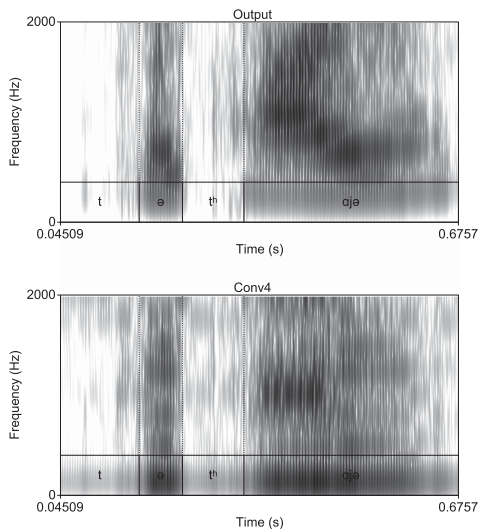 Output
2000
Frequency (Hz)
t ə tʰ ɑjə
0
0.04509 0.6757
Time (s)
Conv4
2000
Frequency (Hz)
t ə tʰ ɑjə
0
0.04509 0.6757
Time (s)